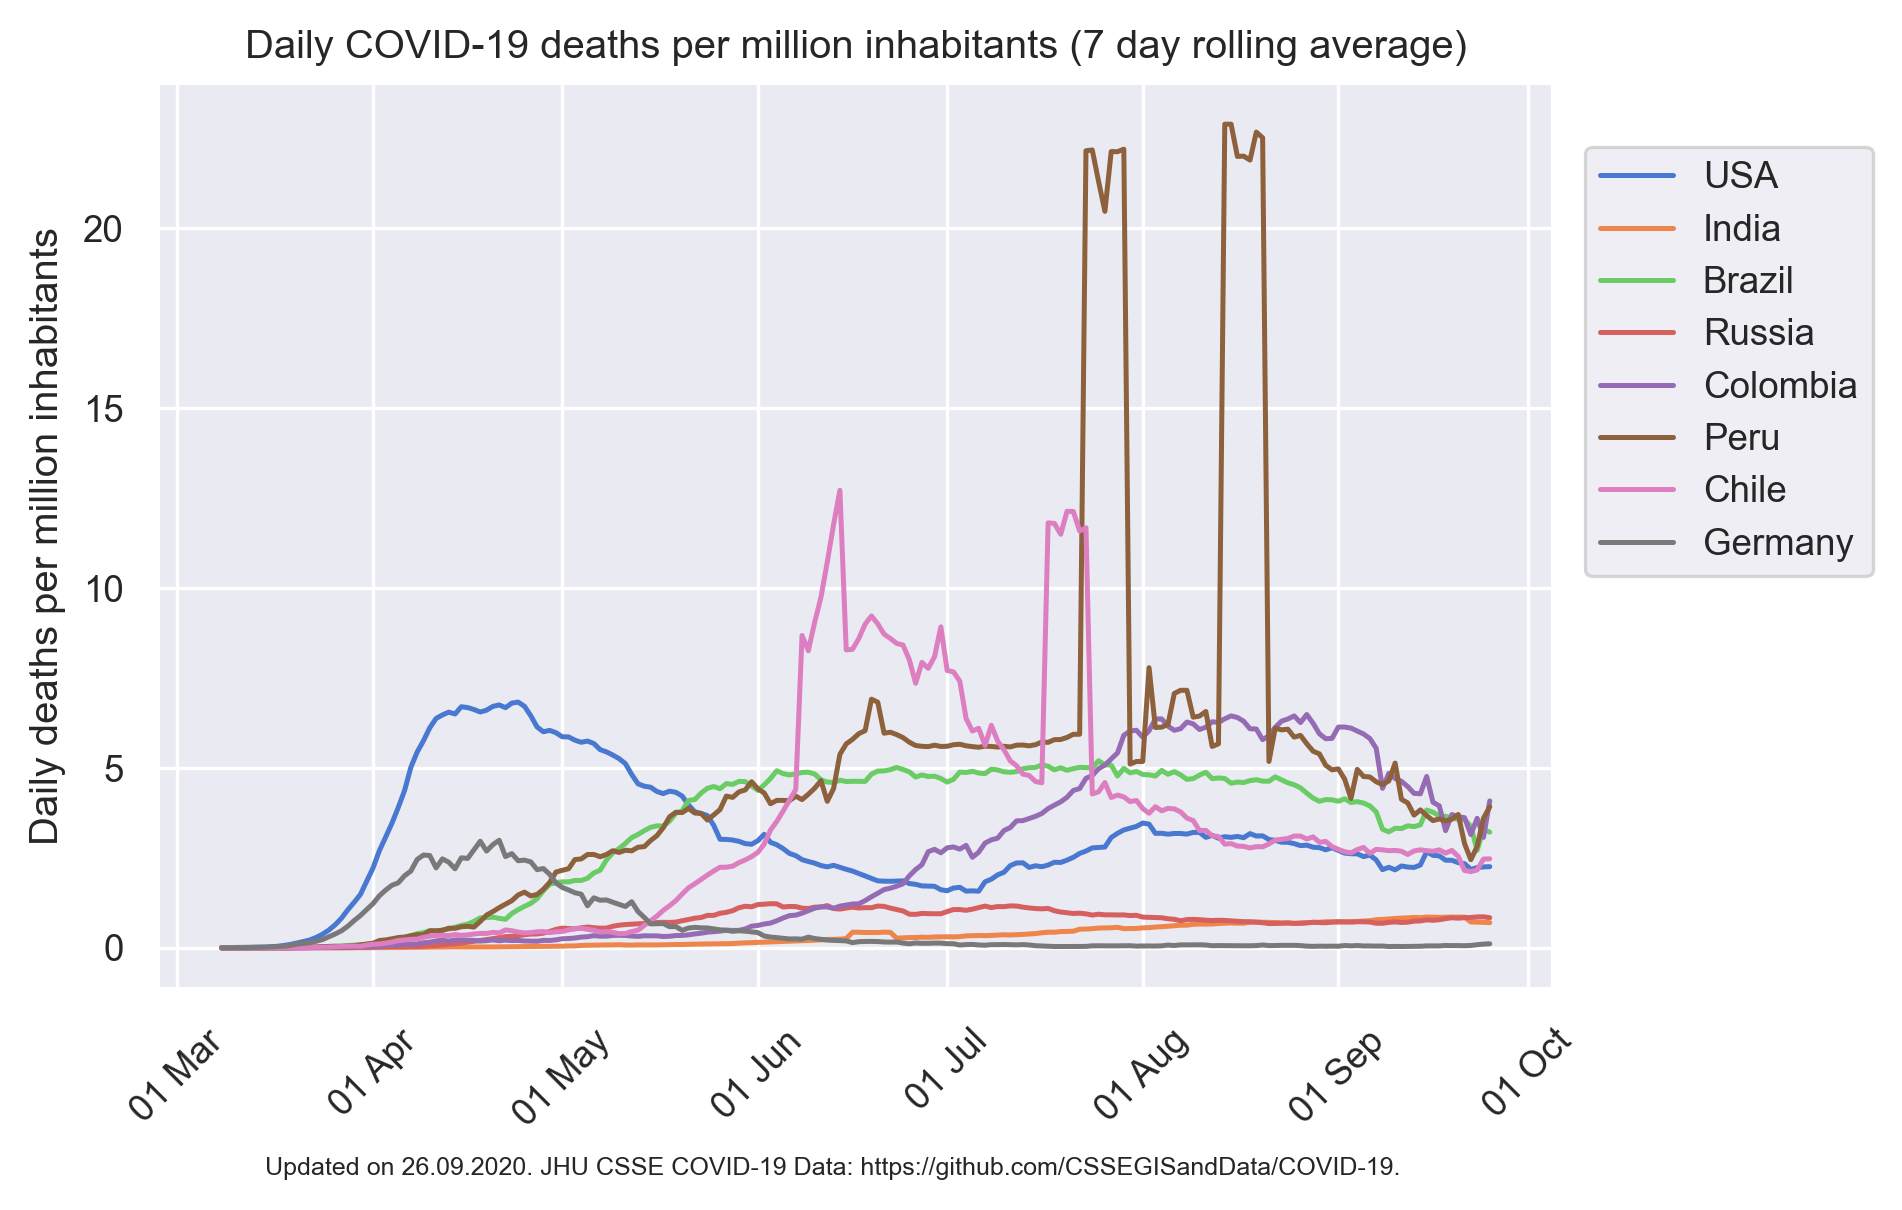 Daily COVID-19 deaths per million inhabitants (7 day rolling average)
Daily deaths per million inhabitants
20
15
10
5
0
01 Mar
01 Apr
01 May
01 Jun
01 Jul
01 Aug
01 Sep
01 Oct
USA
India
Brazil
Russia
Colombia
Peru
Chile
Germany
Updated on 26.09.2020. JHU CSSE COVID-19 Data: https://github.com/CSSEGISandData/COVID-19.